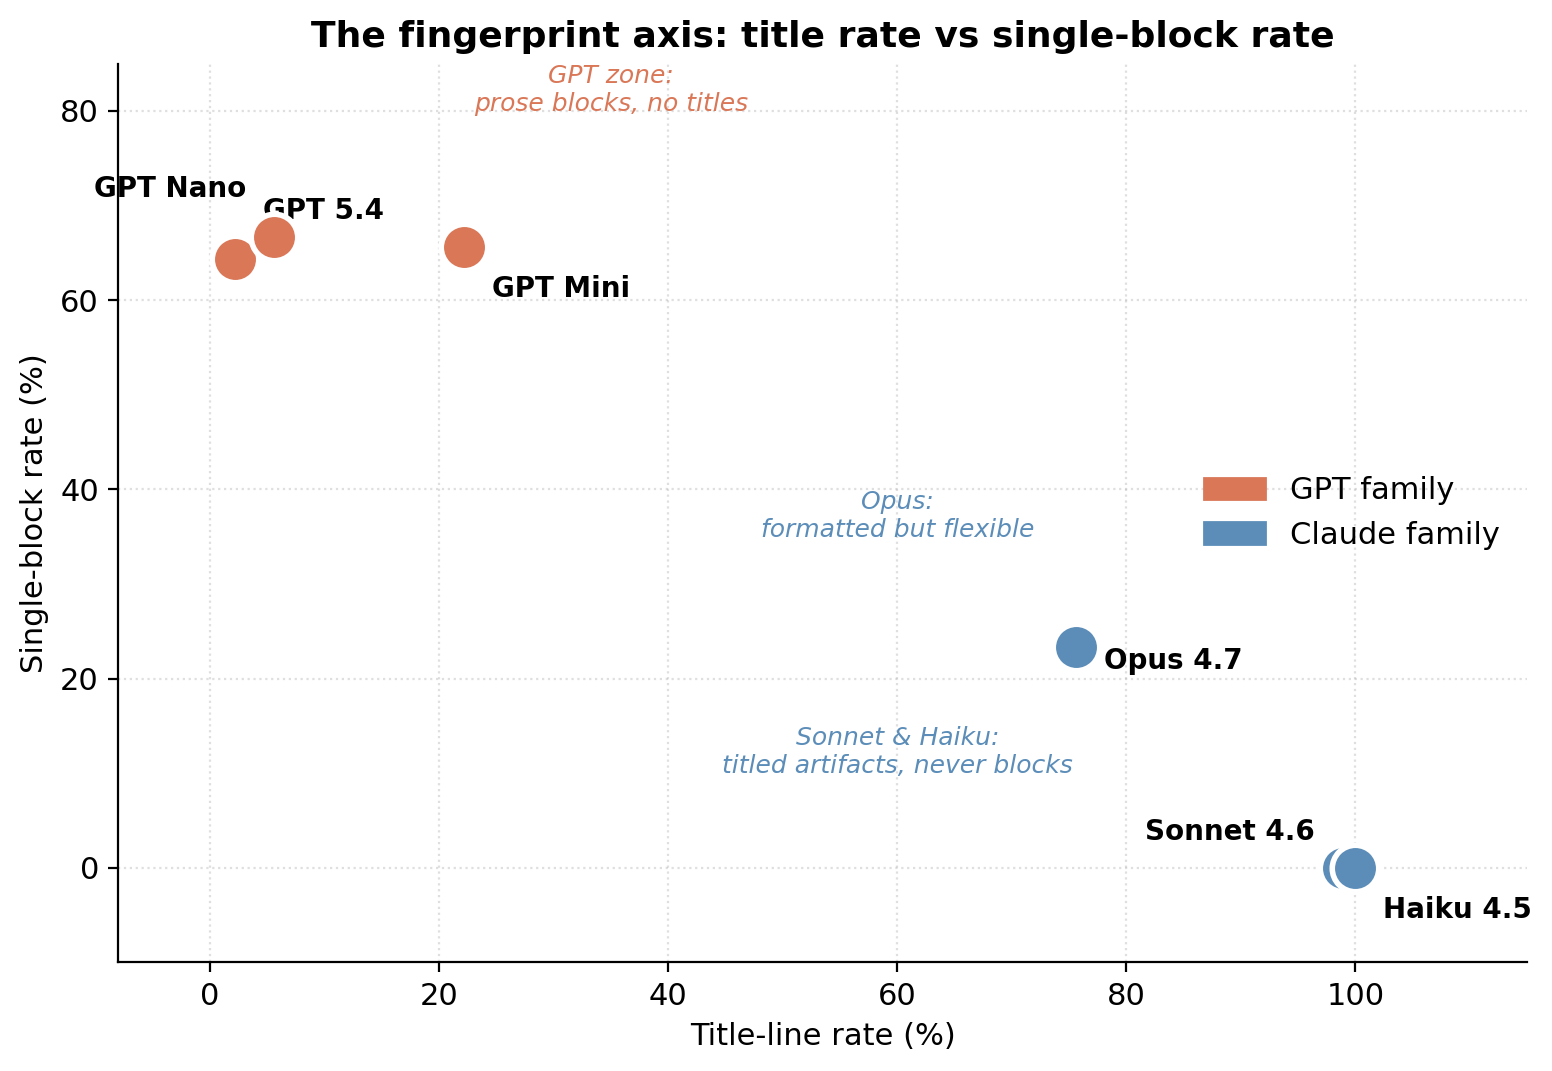 The fingerprint axis: title rate vs single-block rate
GPT zone:
prose blocks, no titles
80
GPT Nano
GPT 5.4
GPT Mini
60
Single-block rate (%)
40
Opus:
formatted but flexible
GPT family
Claude family
Opus 4.7
20
Sonnet & Haiku:
titled artifacts, never blocks
Sonnet 4.6
0
Haiku 4.5
0 20 40 60 80 100
Title-line rate (%)